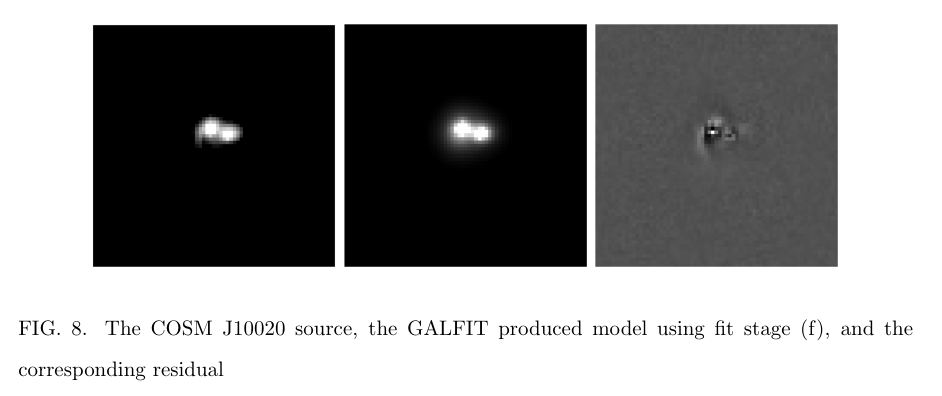 FIG. 8. The COSM J10020 source, the GALFIT produced model using fit stage (f), and the
corresponding residual